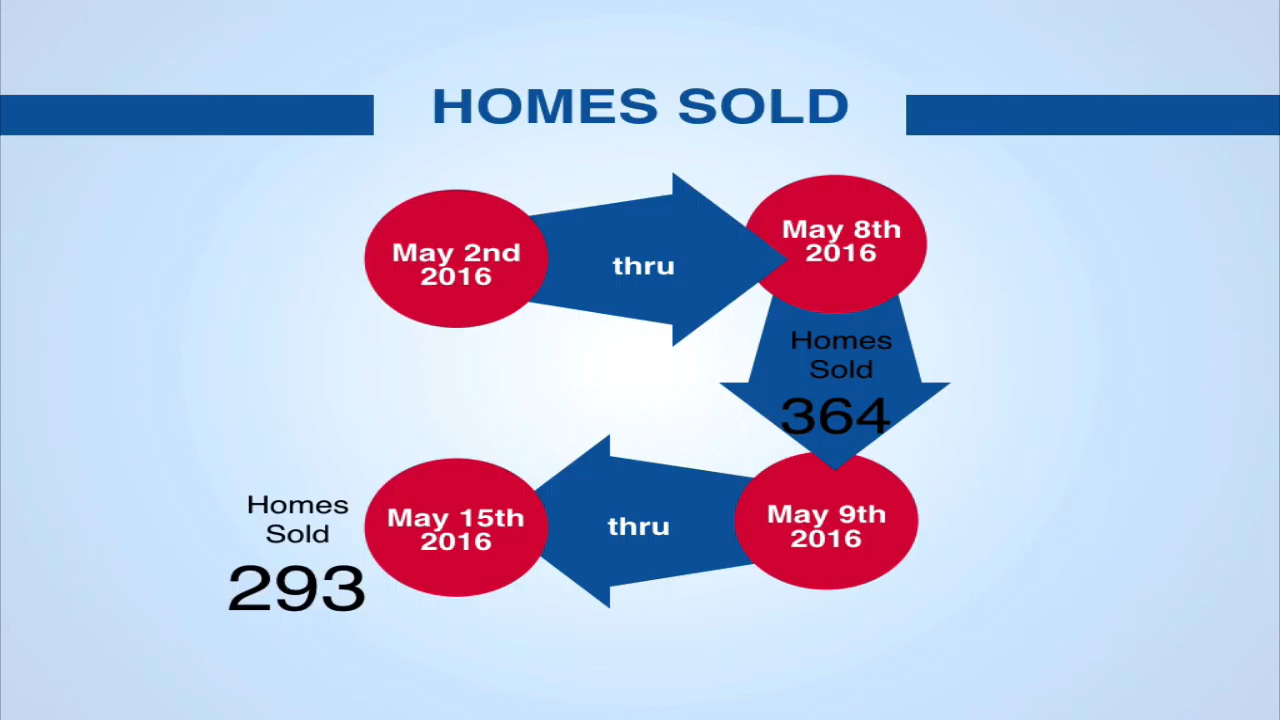 HOMES SOLD
May 2nd
2016
thru
May 8th
2016
Homes
Sold
364
May 9th
2016
thru
May 15th
2016
Homes
Sold
293